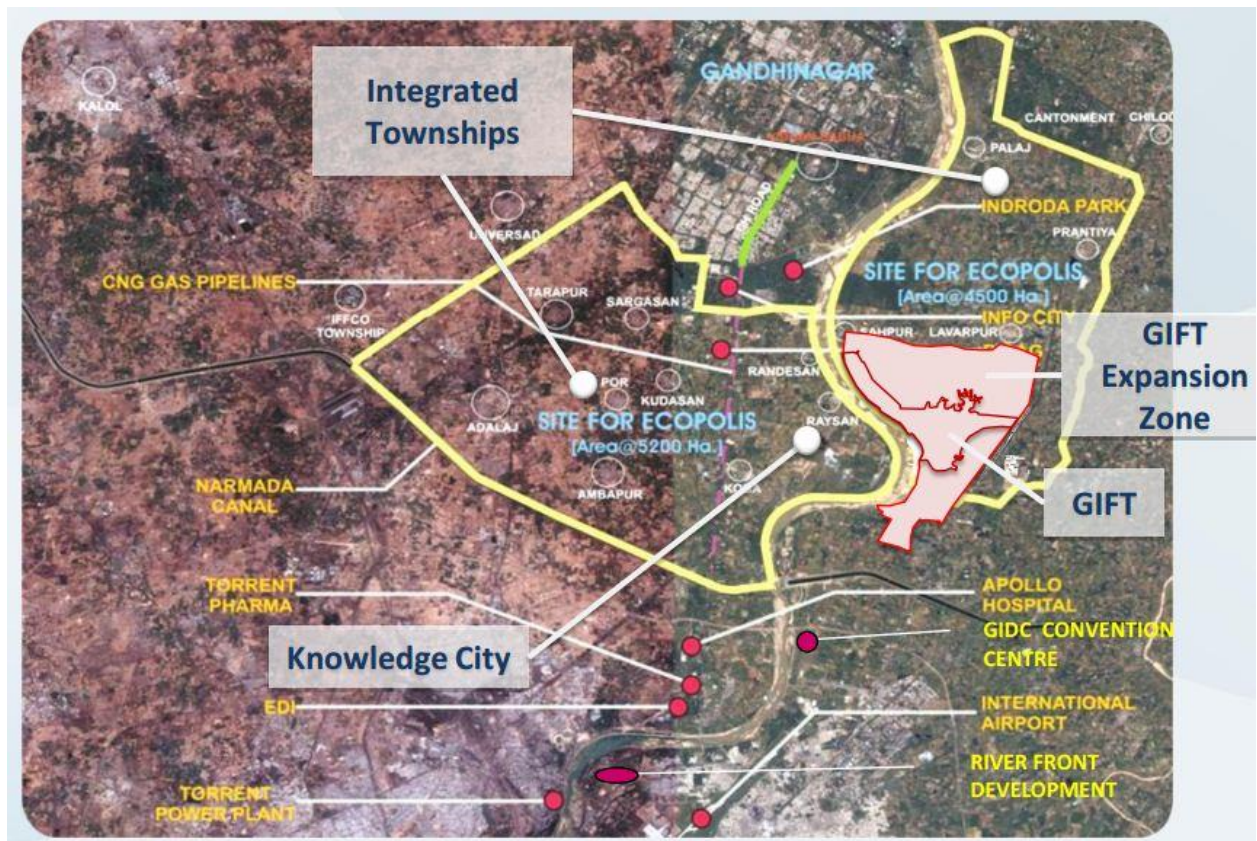 GANDHINAGAR
Integrated
Townships
KALOL
CANTONMENT
PALAJ
ROAD
INDRODA PARK
PRANTIYA
CNG GAS PIPELINES
TARAPUR
SARGASAN
SITE FOR ECOPOLIS
[Area@4500 Ha.]
IFFCO
TOWNSHIP
INFO CITY
LAVARPUR
RANDESAN
GIFT
Expansion
Zone
POR
KUDASAN
RAYSAN
ADALAJ
SITE FOR ECOPOLIS
[Area@5200 Ha.]
AMBAPUR
KOBA
NARMADA
CANAL
GIFT
TORRENT
PHARMA
APOLLO
HOSPITAL
GIDC CONVENTION
CENTRE
Knowledge City
EDI
INTERNATIONAL
AIRPORT
RIVER FRONT
DEVELOPMENT
TORRENT
POWER PLANT